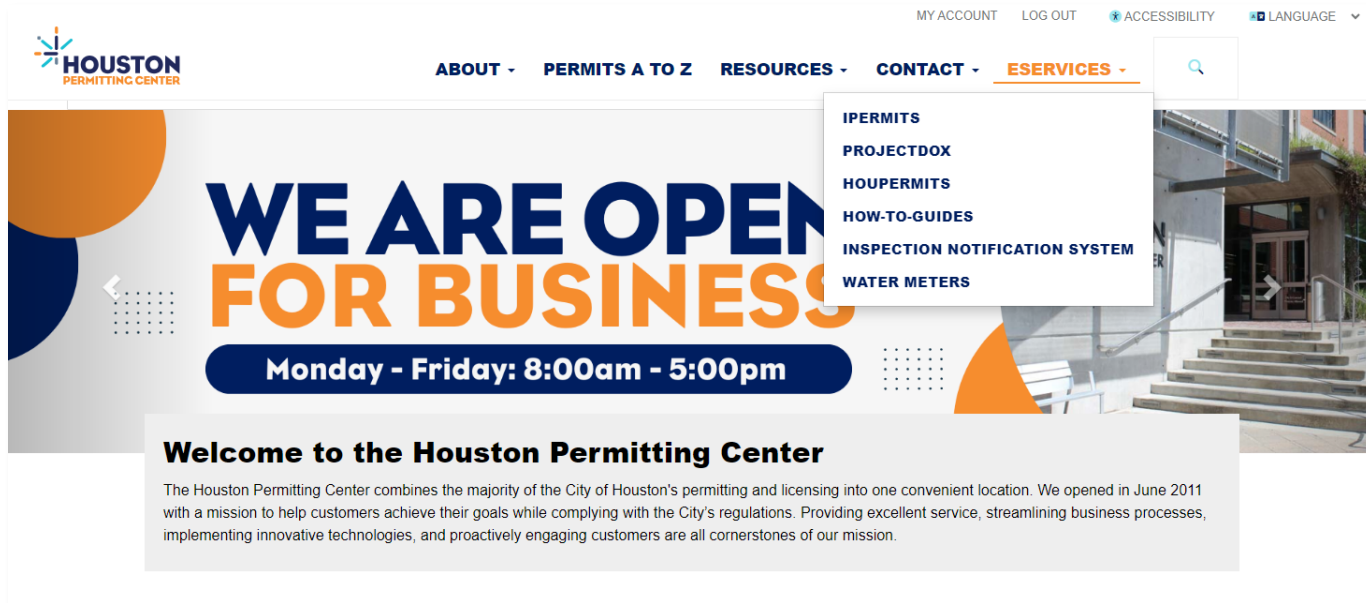 MY ACCOUNT LOG OUT ACCESSIBILITY LANGUAGE
HOUSTON
PERMITTING CENTER
ABOUT PERMITS A TO Z RESOURCES CONTACT ESERVICES
IPERMITS
PROJECTDOX
HOUPERMITS
HOW-TO-GUIDES
INSPECTION NOTIFICATION SYSTEM
WATER METERS
WE ARE OPEN
FOR BUSINESS
Monday - Friday: 8:00am - 5:00pm
Welcome to the Houston Permitting Center
The Houston Permitting Center combines the majority of the City of Houston's permitting and licensing into one convenient location. We opened in June 2011
with a mission to help customers achieve their goals while complying with the City’s regulations. Providing excellent service, streamlining business processes,
implementing innovative technologies, and proactively engaging customers are all cornerstones of our mission.